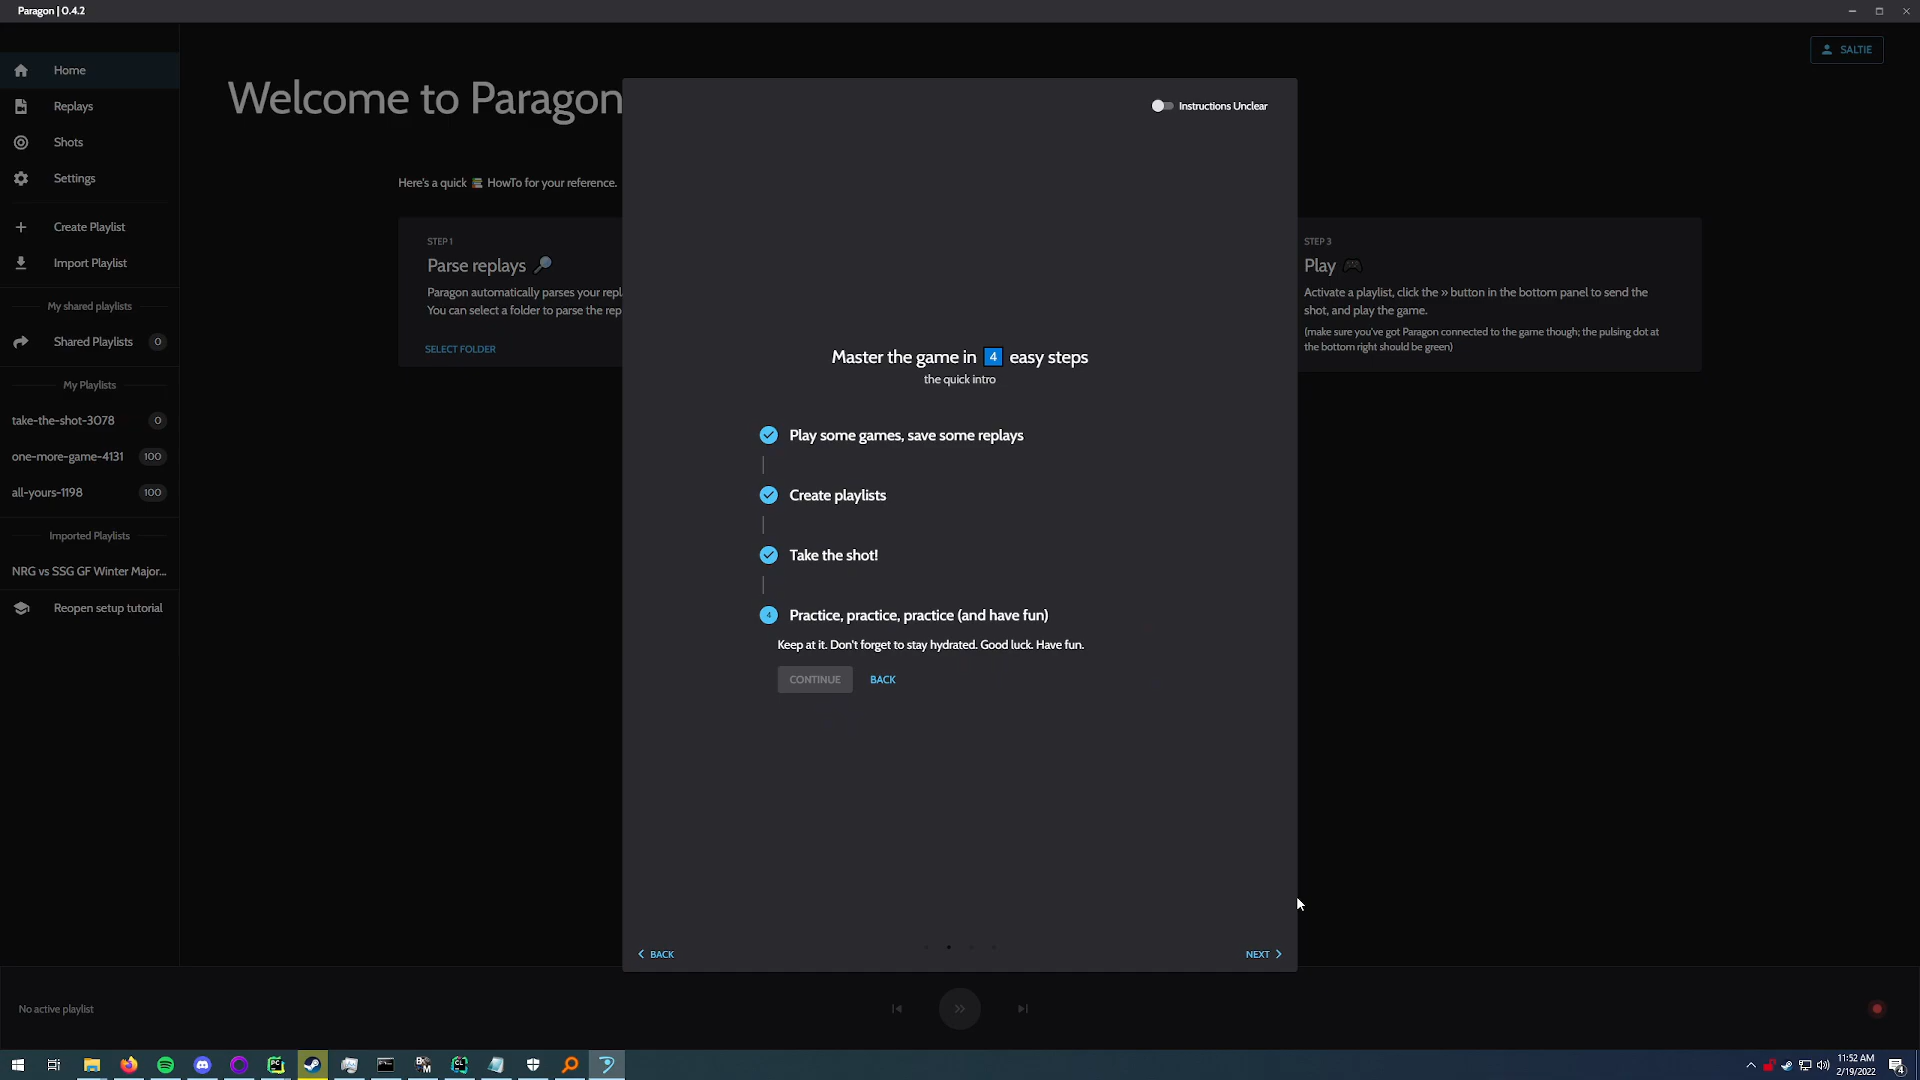 Paragon | 0.4.2
SALTIE
Home
Replays
Shots
Settings
Create Playlist
Import Playlist
My shared playlists
Shared Playlists 0
My Playlists
take-the-shot-3078 0
one-more-game-4131 100
all-yours-1198 100
Imported Playlists
NRG vs SSG GF Winter Major...
Reopen setup tutorial
Welcome to Paragon
Here's a quick HowTo for your reference.
STEP 1
Parse replays
Paragon automatically parses your repl
You can select a folder to parse the rep
SELECT FOLDER
Instructions Unclear
Master the game in 4 easy steps
the quick intro
Play some games, save some replays
Create playlists
Take the shot!
4 Practice, practice, practice (and have fun)
Keep at it. Don't forget to stay hydrated. Good luck. Have fun.
CONTINUE BACK
BACK
NEXT
STEP 3
Play
Activate a playlist, click the » button in the bottom panel to send the
shot, and play the game.
(make sure you've got Paragon connected to the game though; the pulsing dot at
the bottom right should be green)
No active playlist
11:52 AM
2/19/2022
4